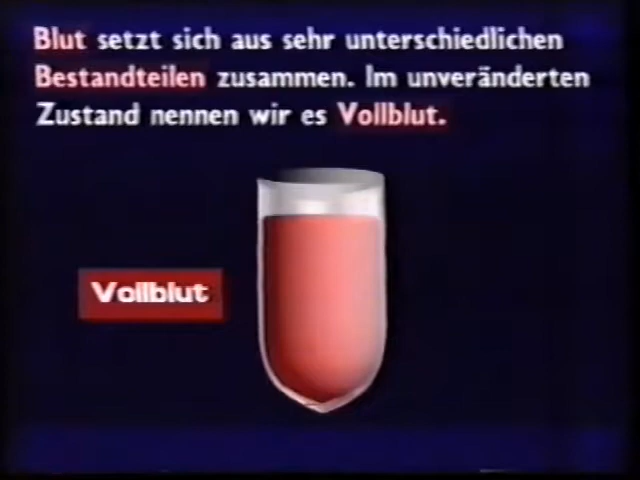 Blut setzt sich aus sehr unterschiedlichen
Bestandteilen zusammen. Im unveränderten
Zustand nennen wir es Vollblut.
Vollblut